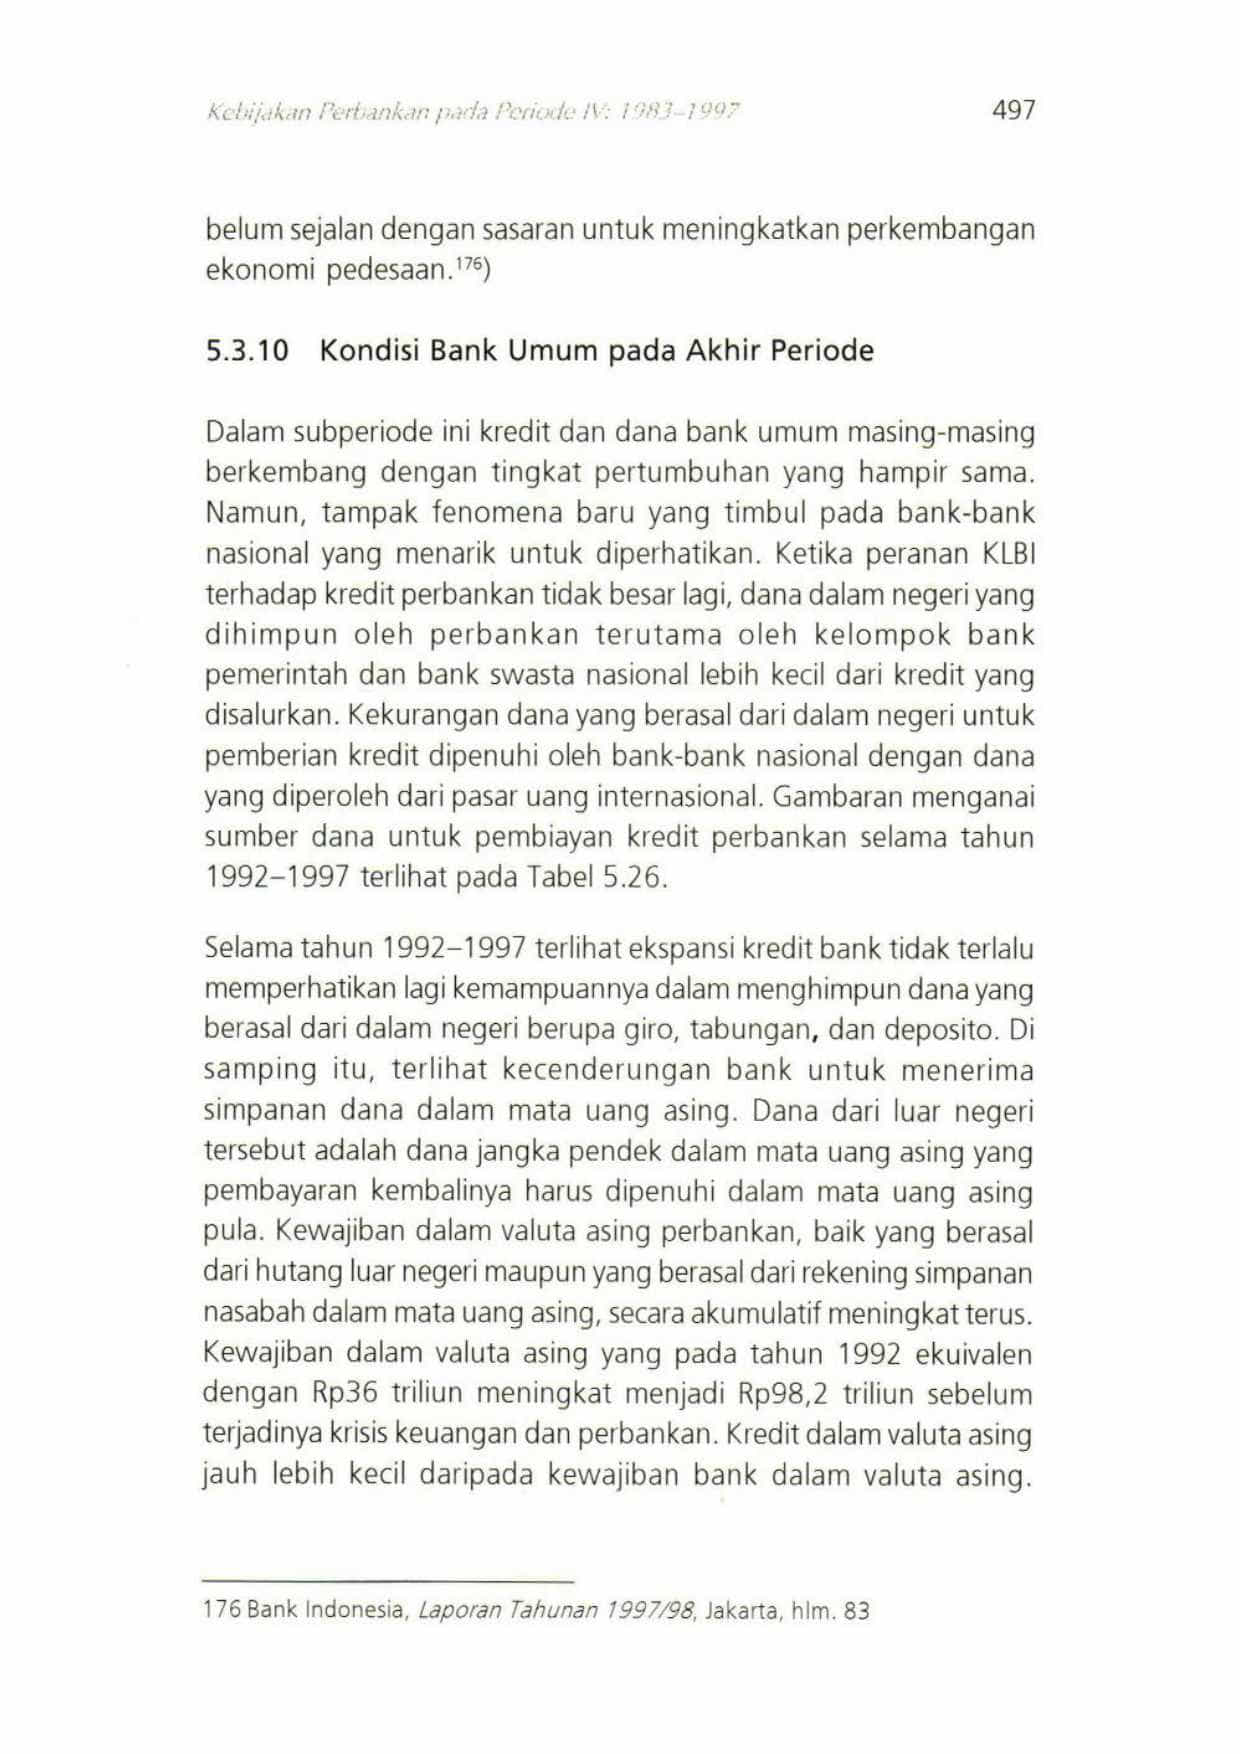 Kebijakan Perbankan pada Periode IV: 1983–1997 497
belum sejalan dengan sasaran untuk meningkatkan perkembangan
ekonomi pedesaan.¹⁷⁶)
5.3.10 Kondisi Bank Umum pada Akhir Periode
Dalam subperiode ini kredit dan dana bank umum masing-masing
berkembang dengan tingkat pertumbuhan yang hampir sama.
Namun, tampak fenomena baru yang timbul pada bank-bank
nasional yang menarik untuk diperhatikan. Ketika peranan KLBI
terhadap kredit perbankan tidak besar lagi, dana dalam negeri yang
dihimpun oleh perbankan terutama oleh kelompok bank
pemerintah dan bank swasta nasional lebih kecil dari kredit yang
disalurkan. Kekurangan dana yang berasal dari dalam negeri untuk
pemberian kredit dipenuhi oleh bank-bank nasional dengan dana
yang diperoleh dari pasar uang internasional. Gambaran menganai
sumber dana untuk pembiayan kredit perbankan selama tahun
1992–1997 terlihat pada Tabel 5.26.
Selama tahun 1992–1997 terlihat ekspansi kredit bank tidak terlalu
memperhatikan lagi kemampuannya dalam menghimpun dana yang
berasal dari dalam negeri berupa giro, tabungan, dan deposito. Di
samping itu, terlihat kecenderungan bank untuk menerima
simpanan dana dalam mata uang asing. Dana dari luar negeri
tersebut adalah dana jangka pendek dalam mata uang asing yang
pembayaran kembalinya harus dipenuhi dalam mata uang asing
pula. Kewajiban dalam valuta asing perbankan, baik yang berasal
dari hutang luar negeri maupun yang berasal dari rekening simpanan
nasabah dalam mata uang asing, secara akumulatif meningkat terus.
Kewajiban dalam valuta asing yang pada tahun 1992 ekuivalen
dengan Rp36 triliun meningkat menjadi Rp98,2 triliun sebelum
terjadinya krisis keuangan dan perbankan. Kredit dalam valuta asing
jauh lebih kecil daripada kewajiban bank dalam valuta asing.
176 Bank Indonesia, Laporan Tahunan 1997/98, Jakarta, hlm. 83